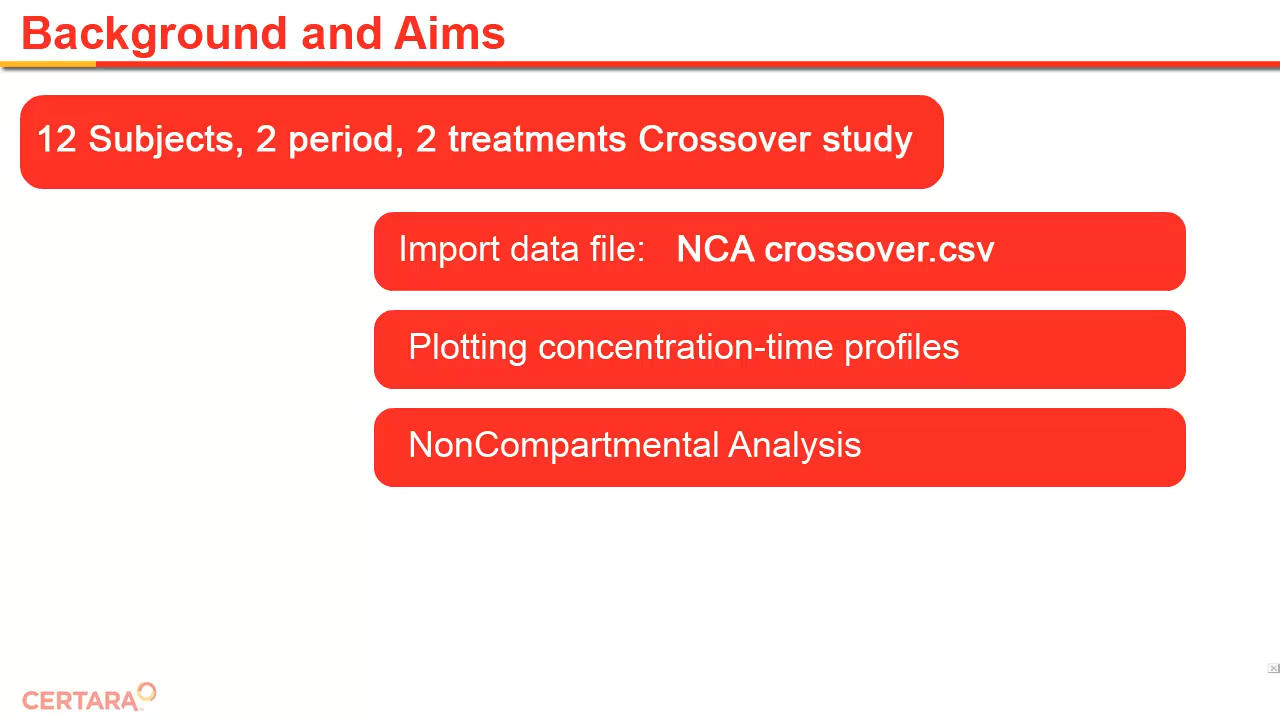 Background and Aims
12 Subjects, 2 period, 2 treatments Crossover study
Import data file: NCA crossover.csv
Plotting concentration-time profiles
NonCompartmental Analysis
CERTARA